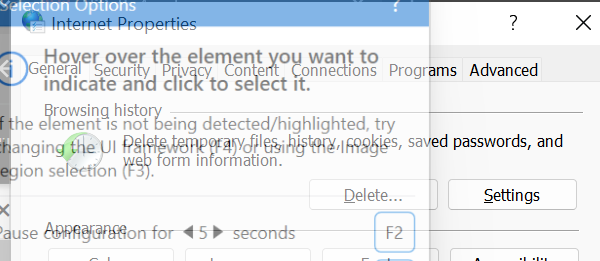 Selection Options ?
Internet Properties ?
Hover over the element you want to
indicate and click to select it.
General Security Privacy Content Connections Programs Advanced
Browsing history
If the element is not being detected/highlighted, try
changing the UI framework (F4) or using the Image
region selection (F3).
Delete temporary files, history, cookies, saved passwords, and
web form information.
Delete... Settings
Pause configuration for 5 seconds F2
Appearance